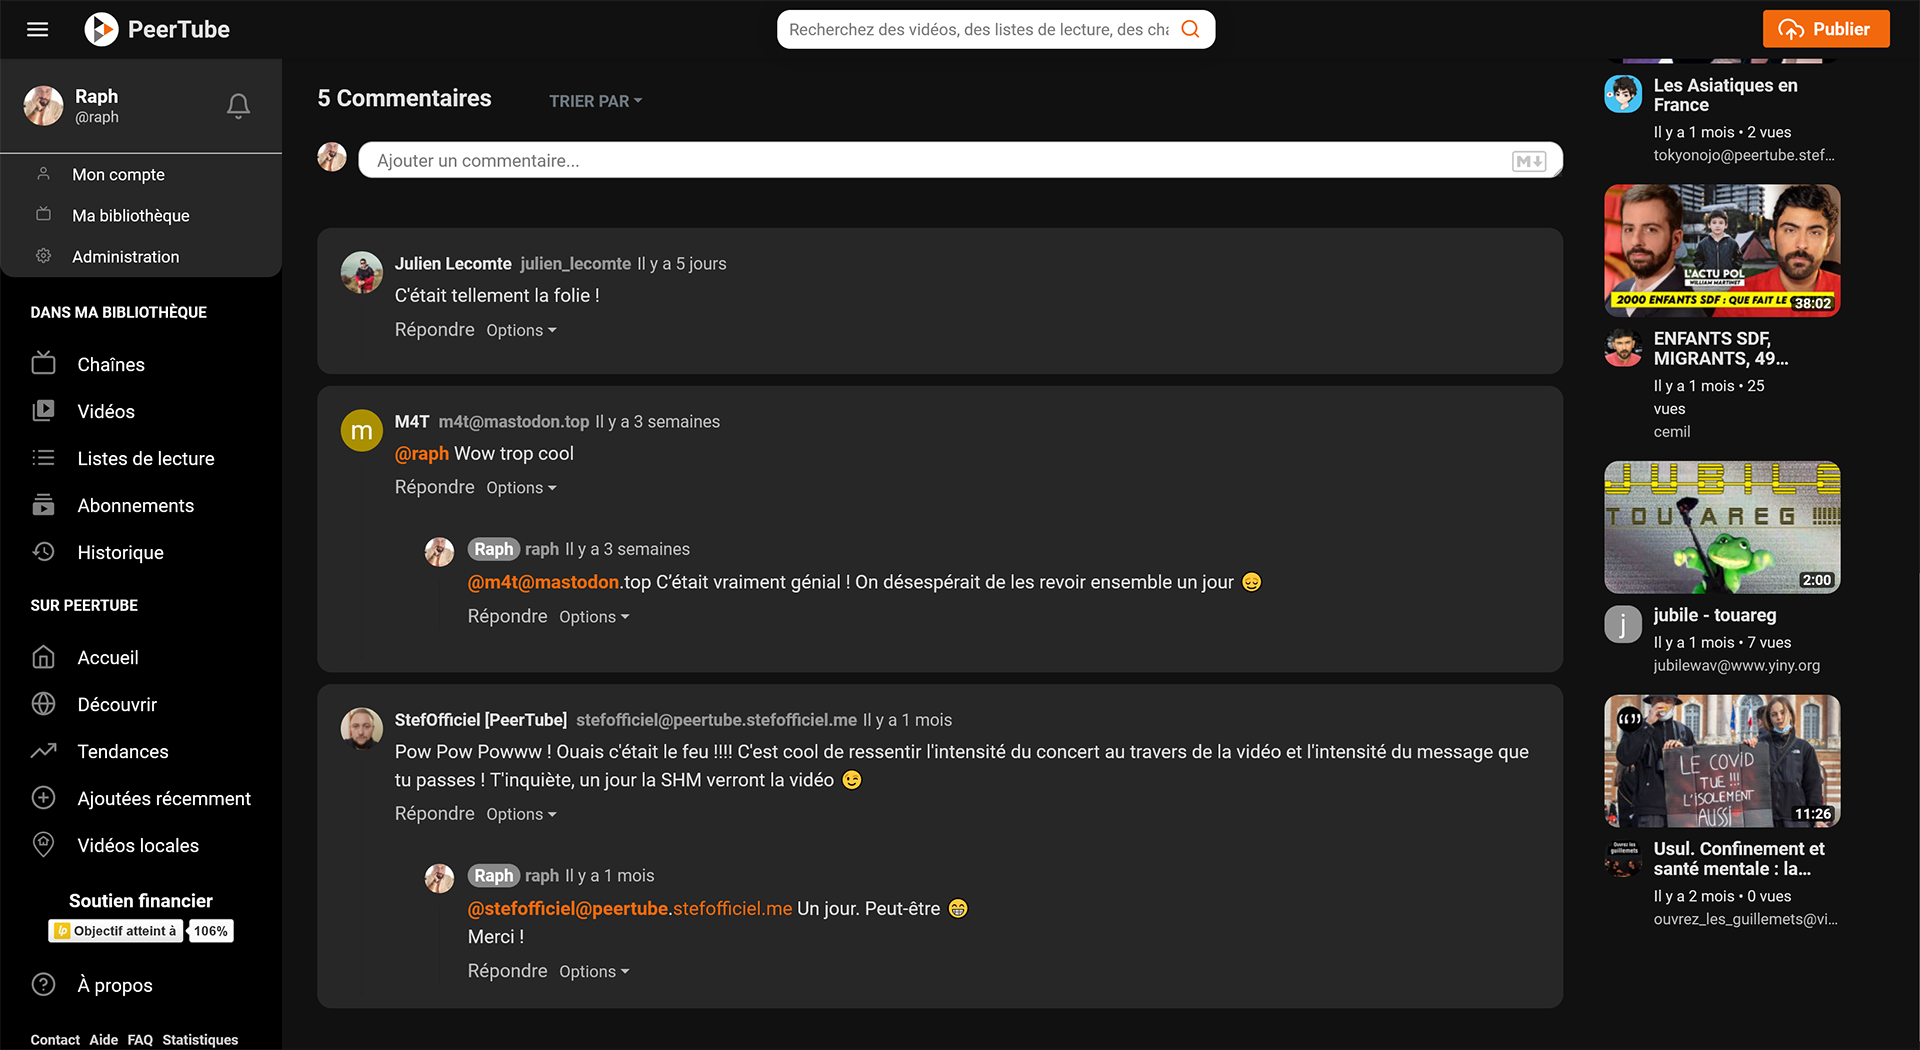 PeerTube
Recherchez des vidéos, des listes de lecture, des cha
Publier
Raph
@raph
Mon compte
Ma bibliothèque
Administration
DANS MA BIBLIOTHÈQUE
Chaînes
Vidéos
Listes de lecture
Abonnements
Historique
SUR PEERTUBE
Accueil
Découvrir
Tendances
Ajoutées récemment
Vidéos locales
Soutien financier
lp Objectif atteint à 106%
À propos
Contact Aide FAQ Statistiques
5 Commentaires TRIER PAR
Ajouter un commentaire...
M
Julien Lecomte julien_lecomte Il y a 5 jours
C'était tellement la folie !
Répondre Options
m
M4T m4t@mastodon.top Il y a 3 semaines
@raph Wow trop cool
Répondre Options
Raph raph Il y a 3 semaines
@m4t@mastodon.top C’était vraiment génial ! On désespérait de les revoir ensemble un jour 😔
Répondre Options
StefOfficiel [PeerTube] stefofficiel@peertube.stefofficiel.me Il y a 1 mois
Pow Pow Powww ! Ouais c'était le feu !!!! C'est cool de ressentir l'intensité du concert au travers de la vidéo et l'intensité du message que
tu passes ! T'inquiète, un jour la SHM verront la vidéo 😉
Répondre Options
Raph raph Il y a 1 mois
@stefofficiel@peertube.stefofficiel.me Un jour. Peut-être 😁
Merci !
Répondre Options
Les Asiatiques en
France
Il y a 1 mois • 2 vues
tokyonojo@peertube.stef...
L'ACTU POL
WILLIAM MARTINET
2000 ENFANTS SDF : QUE FAIT LE
38:02
ENFANTS SDF,
MIGRANTS, 49...
Il y a 1 mois • 25
vues
cemil
JUBILE
TOUAREG !!!!!
2:00
j
jubile - touareg
Il y a 1 mois • 7 vues
jubilewav@www.yiny.org
LE COVID
TUE !!!
L'ISOLEMENT
AUSSI
11:26
Ouvrez les
guillemets
Usul. Confinement et
santé mentale : la...
Il y a 2 mois • 0 vues
ouvrez_les_guillemets@vi...